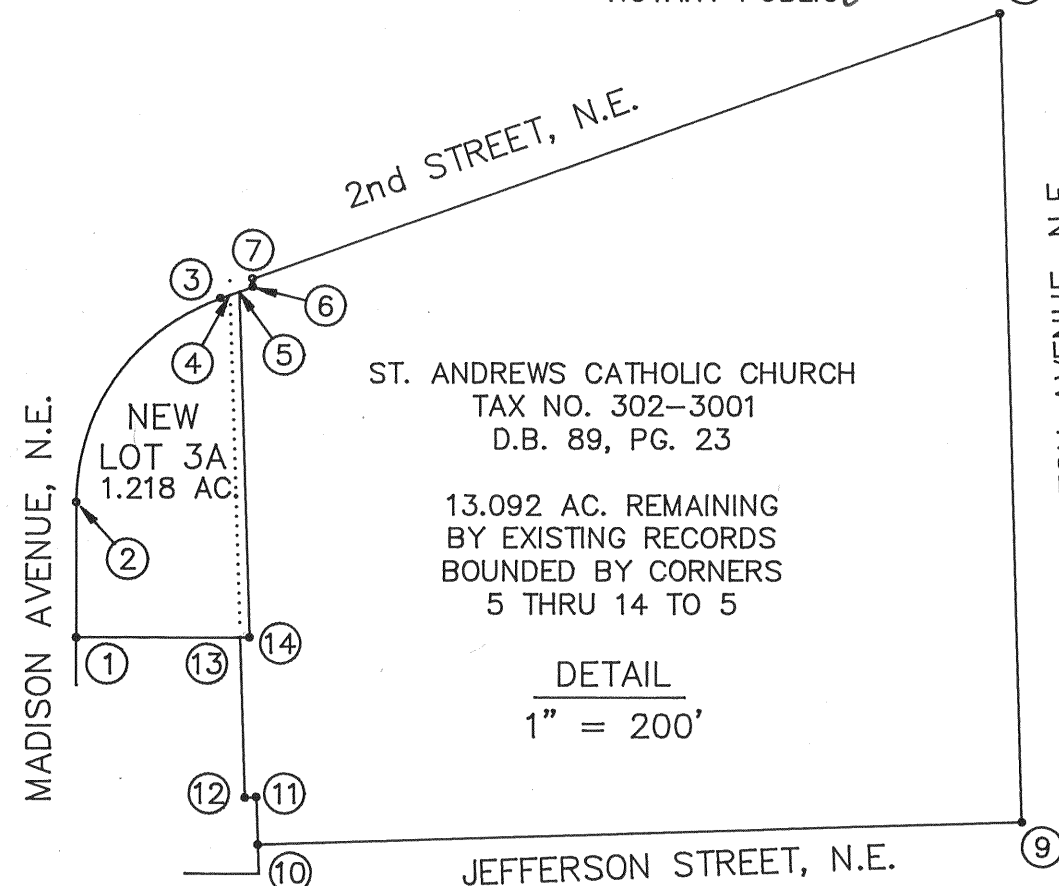 2nd STREET, N.E.
7
3
6
4
5
ST. ANDREWS CATHOLIC CHURCH
TAX NO. 302-3001
D.B. 89, PG. 23
NEW
LOT 3A
1.218 AC.
13.092 AC. REMAINING
BY EXISTING RECORDS
BOUNDED BY CORNERS
5 THRU 14 TO 5
MADISON AVENUE, N.E.
2
1
13
14
DETAIL
1" = 200'
12
11
10
9
JEFFERSON STREET, N.E.
AVENUE, N.E.